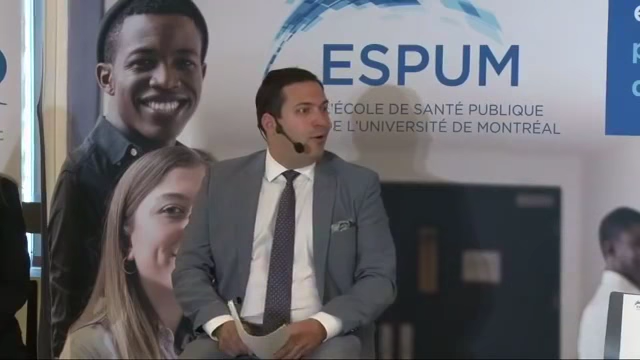 ESPUM
'ÉCOLE DE SANTÉ PUBLIQUE
DE L'UNIVERSITÉ DE MONTRÉAL